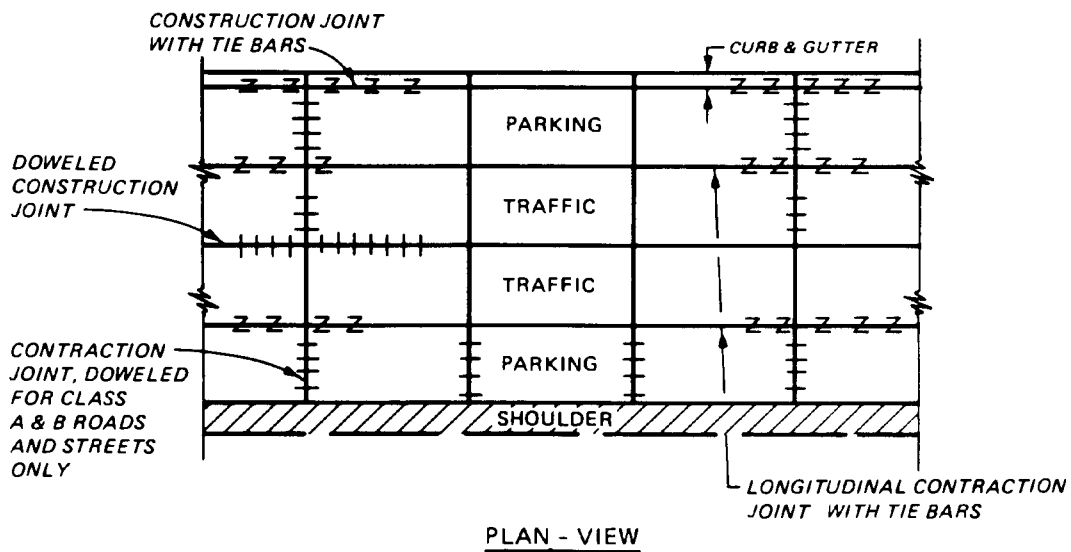 CONSTRUCTION JOINT
WITH TIE BARS
CURB & GUTTER
PARKING
DOWELED
CONSTRUCTION
JOINT
TRAFFIC
TRAFFIC
CONTRACTION
JOINT, DOWELED
FOR CLASS
A & B ROADS
AND STREETS
ONLY
PARKING
SHOULDER
LONGITUDINAL CONTRACTION
JOINT WITH TIE BARS
PLAN - VIEW